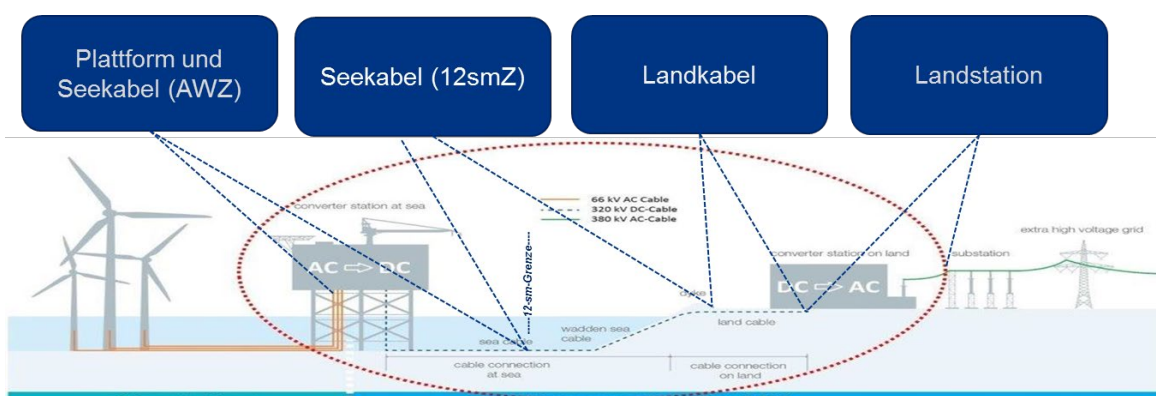 Plattform und
Seekabel (AWZ)
Seekabel (12smZ)
Landkabel
Landstation
66 kV AC Cable
320 kV DC-Cable
380 kV AC-Cable
converter station at sea
extra high voltage grid
converter station on land
substation
AC ⇨ DC
DC ⇨ AC
----12-sm-Grenze----
dyke
land cable
wadden sea
cable
sea cable
cable connection
at sea
cable connection
on land